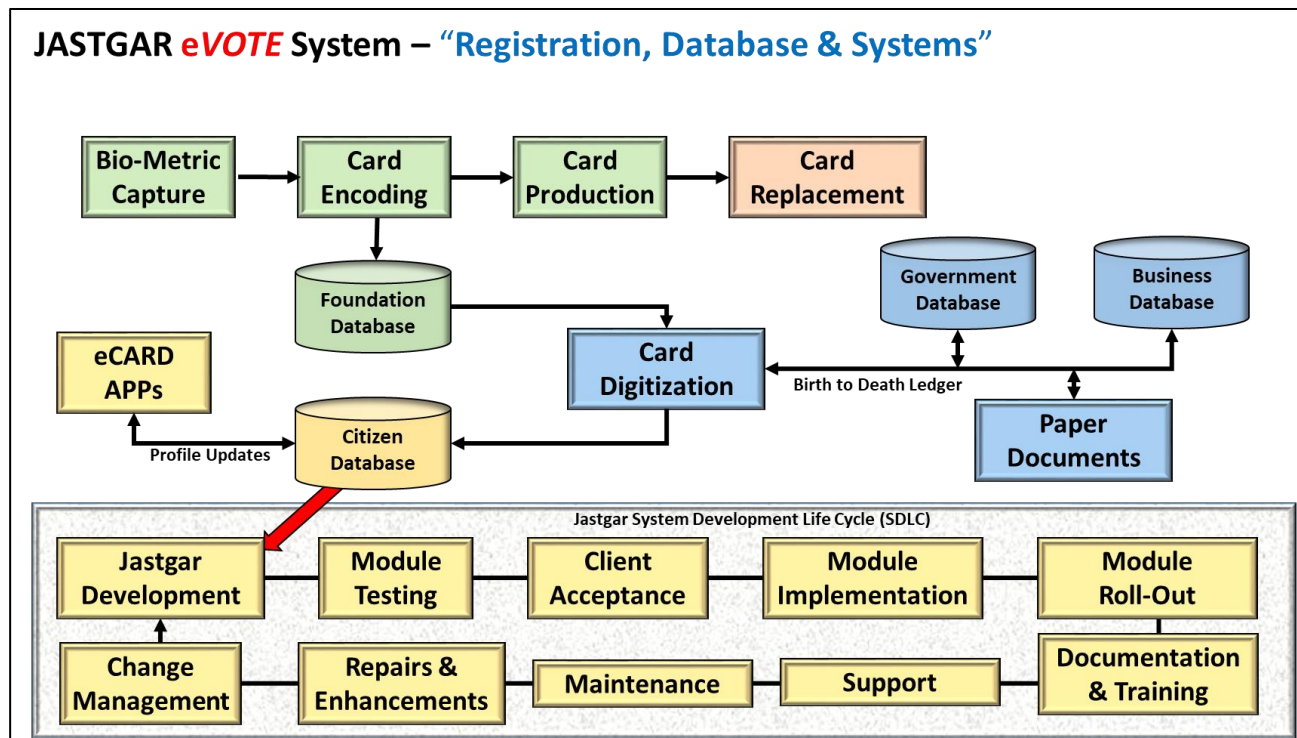 JASTGAR eVOTE System – “Registration, Database & Systems”
Bio-Metric
Capture
Card
Encoding
Card
Production
Card
Replacement
Foundation
Database
Government
Database
Business
Database
eCARD
APPs
Card
Digitization
Birth to Death Ledger
Paper
Documents
Profile Updates
Citizen
Database
Jastgar System Development Life Cycle (SDLC)
Jastgar
Development
Module
Testing
Client
Acceptance
Module
Implementation
Module
Roll-Out
Change
Management
Repairs &
Enhancements
Maintenance
Support
Documentation
& Training